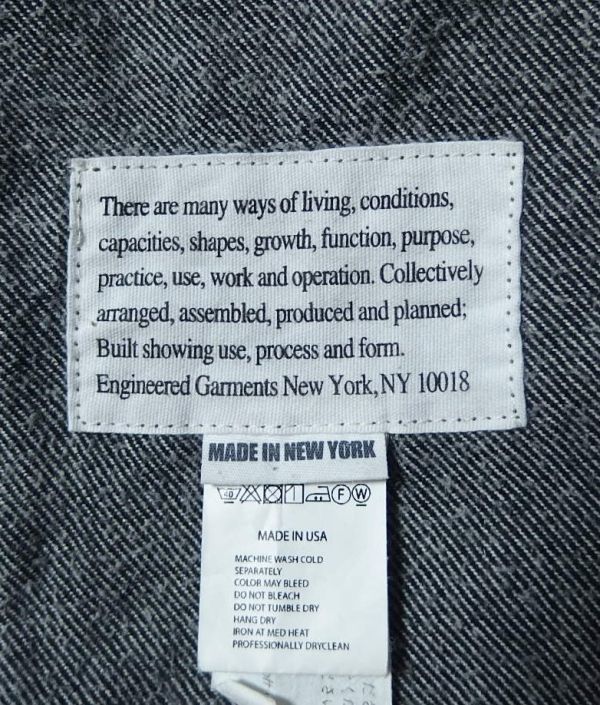 There are many ways of living, conditions,
capacities, shapes, growth, function, purpose,
practice, use, work and operation. Collectively
arranged, assembled, produced and planned;
Built showing use, process and form.
Engineered Garments New York, NY 10018
MADE IN NEW YORK
40 F W
MADE IN USA
MACHINE WASH COLD
SEPARATELY
COLOR MAY BLEED
DO NOT BLEACH
DO NOT TUMBLE DRY
HANG DRY
IRON AT MED HEAT
PROFESSIONALLY DRYCLEAN